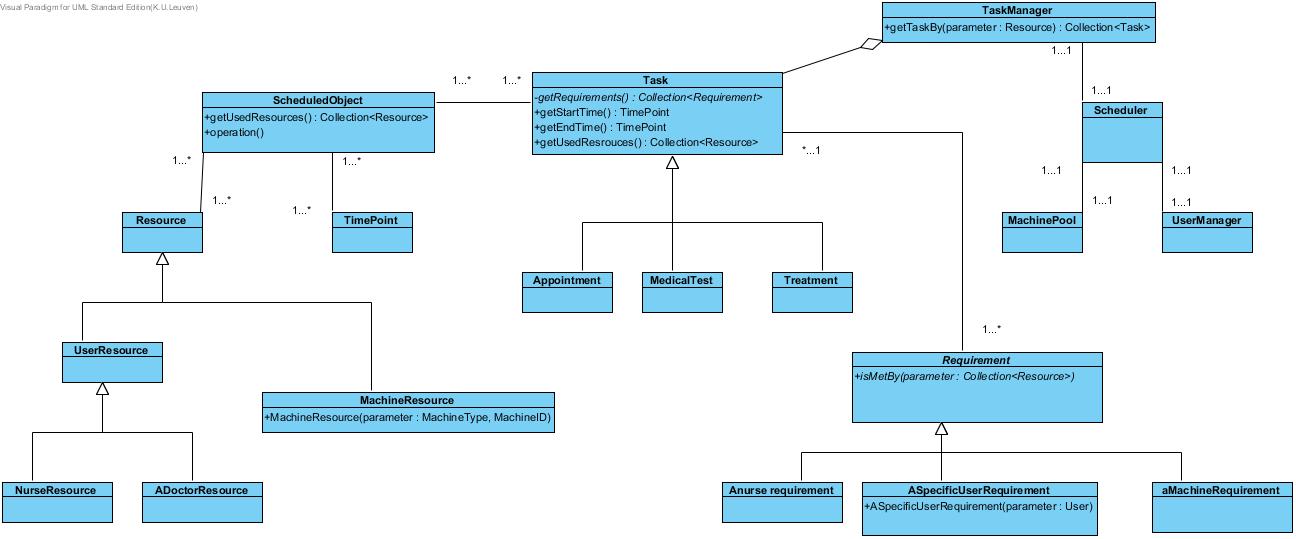 Visual Paradigm for UML Standard Edition(K.U.Leuven)
TaskManager
+getTaskBy(parameter : Resource) : Collection<Task>
1...1
1...1
Scheduler
1...1
1...1
1...1
1...1
MachinePool
UserManager
1...*
1...*
Task
-getRequirements() : Collection<Requirement>
+getStartTime() : TimePoint
+getEndTime() : TimePoint
+getUsedResrouces() : Collection<Resource>
*...1
ScheduledObject
+getUsedResources() : Collection<Resource>
+operation()
1...*
1...*
1...*
1...*
Resource
TimePoint
Appointment
MedicalTest
Treatment
1...*
UserResource
MachineResource
+MachineResource(parameter : MachineType, MachineID)
Requirement
+isMetBy(parameter : Collection<Resource>)
NurseResource
ADoctorResource
Anurse requirement
ASpecificUserRequirement
+ASpecificUserRequirement(parameter : User)
aMachineRequirement